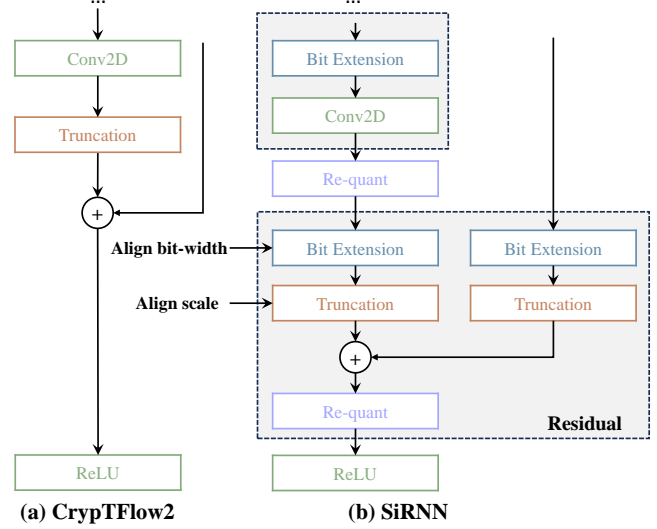 ...
Conv2D
Truncation
+
ReLU
(a) CrypTFlow2
...
Bit Extension
Conv2D
Re-quant
Align bit-width
Bit Extension
Bit Extension
Align scale
Truncation
Truncation
+
Re-quant
Residual
ReLU
(b) SiRNN